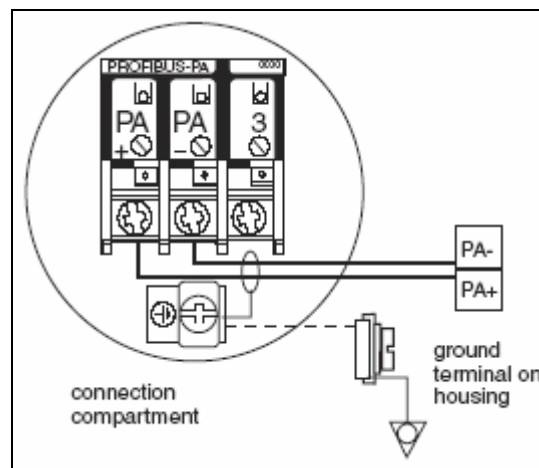 PROFIBUS-PA
PA PA 3
+ -
PA-
PA+
ground
terminal on
housing
connection
compartment